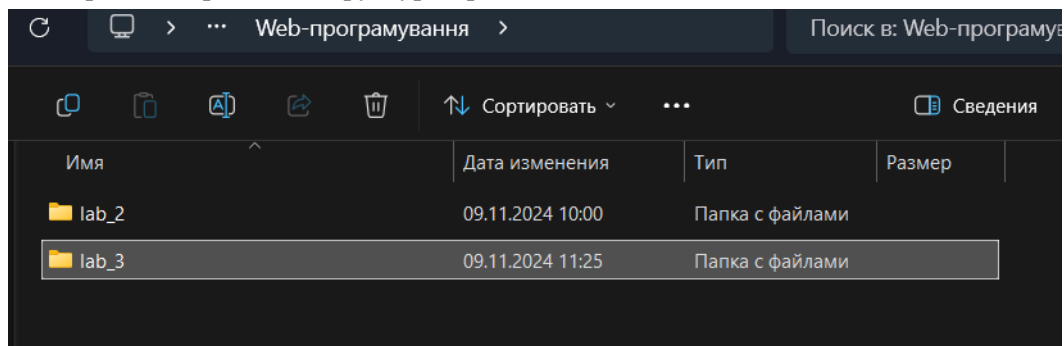 Web-програмування
Поиск в: Web-програмув
Сортировать
Сведения
Имя Дата изменения Тип Размер
lab_2 09.11.2024 10:00 Папка с файлами
lab_3 09.11.2024 11:25 Папка с файлами